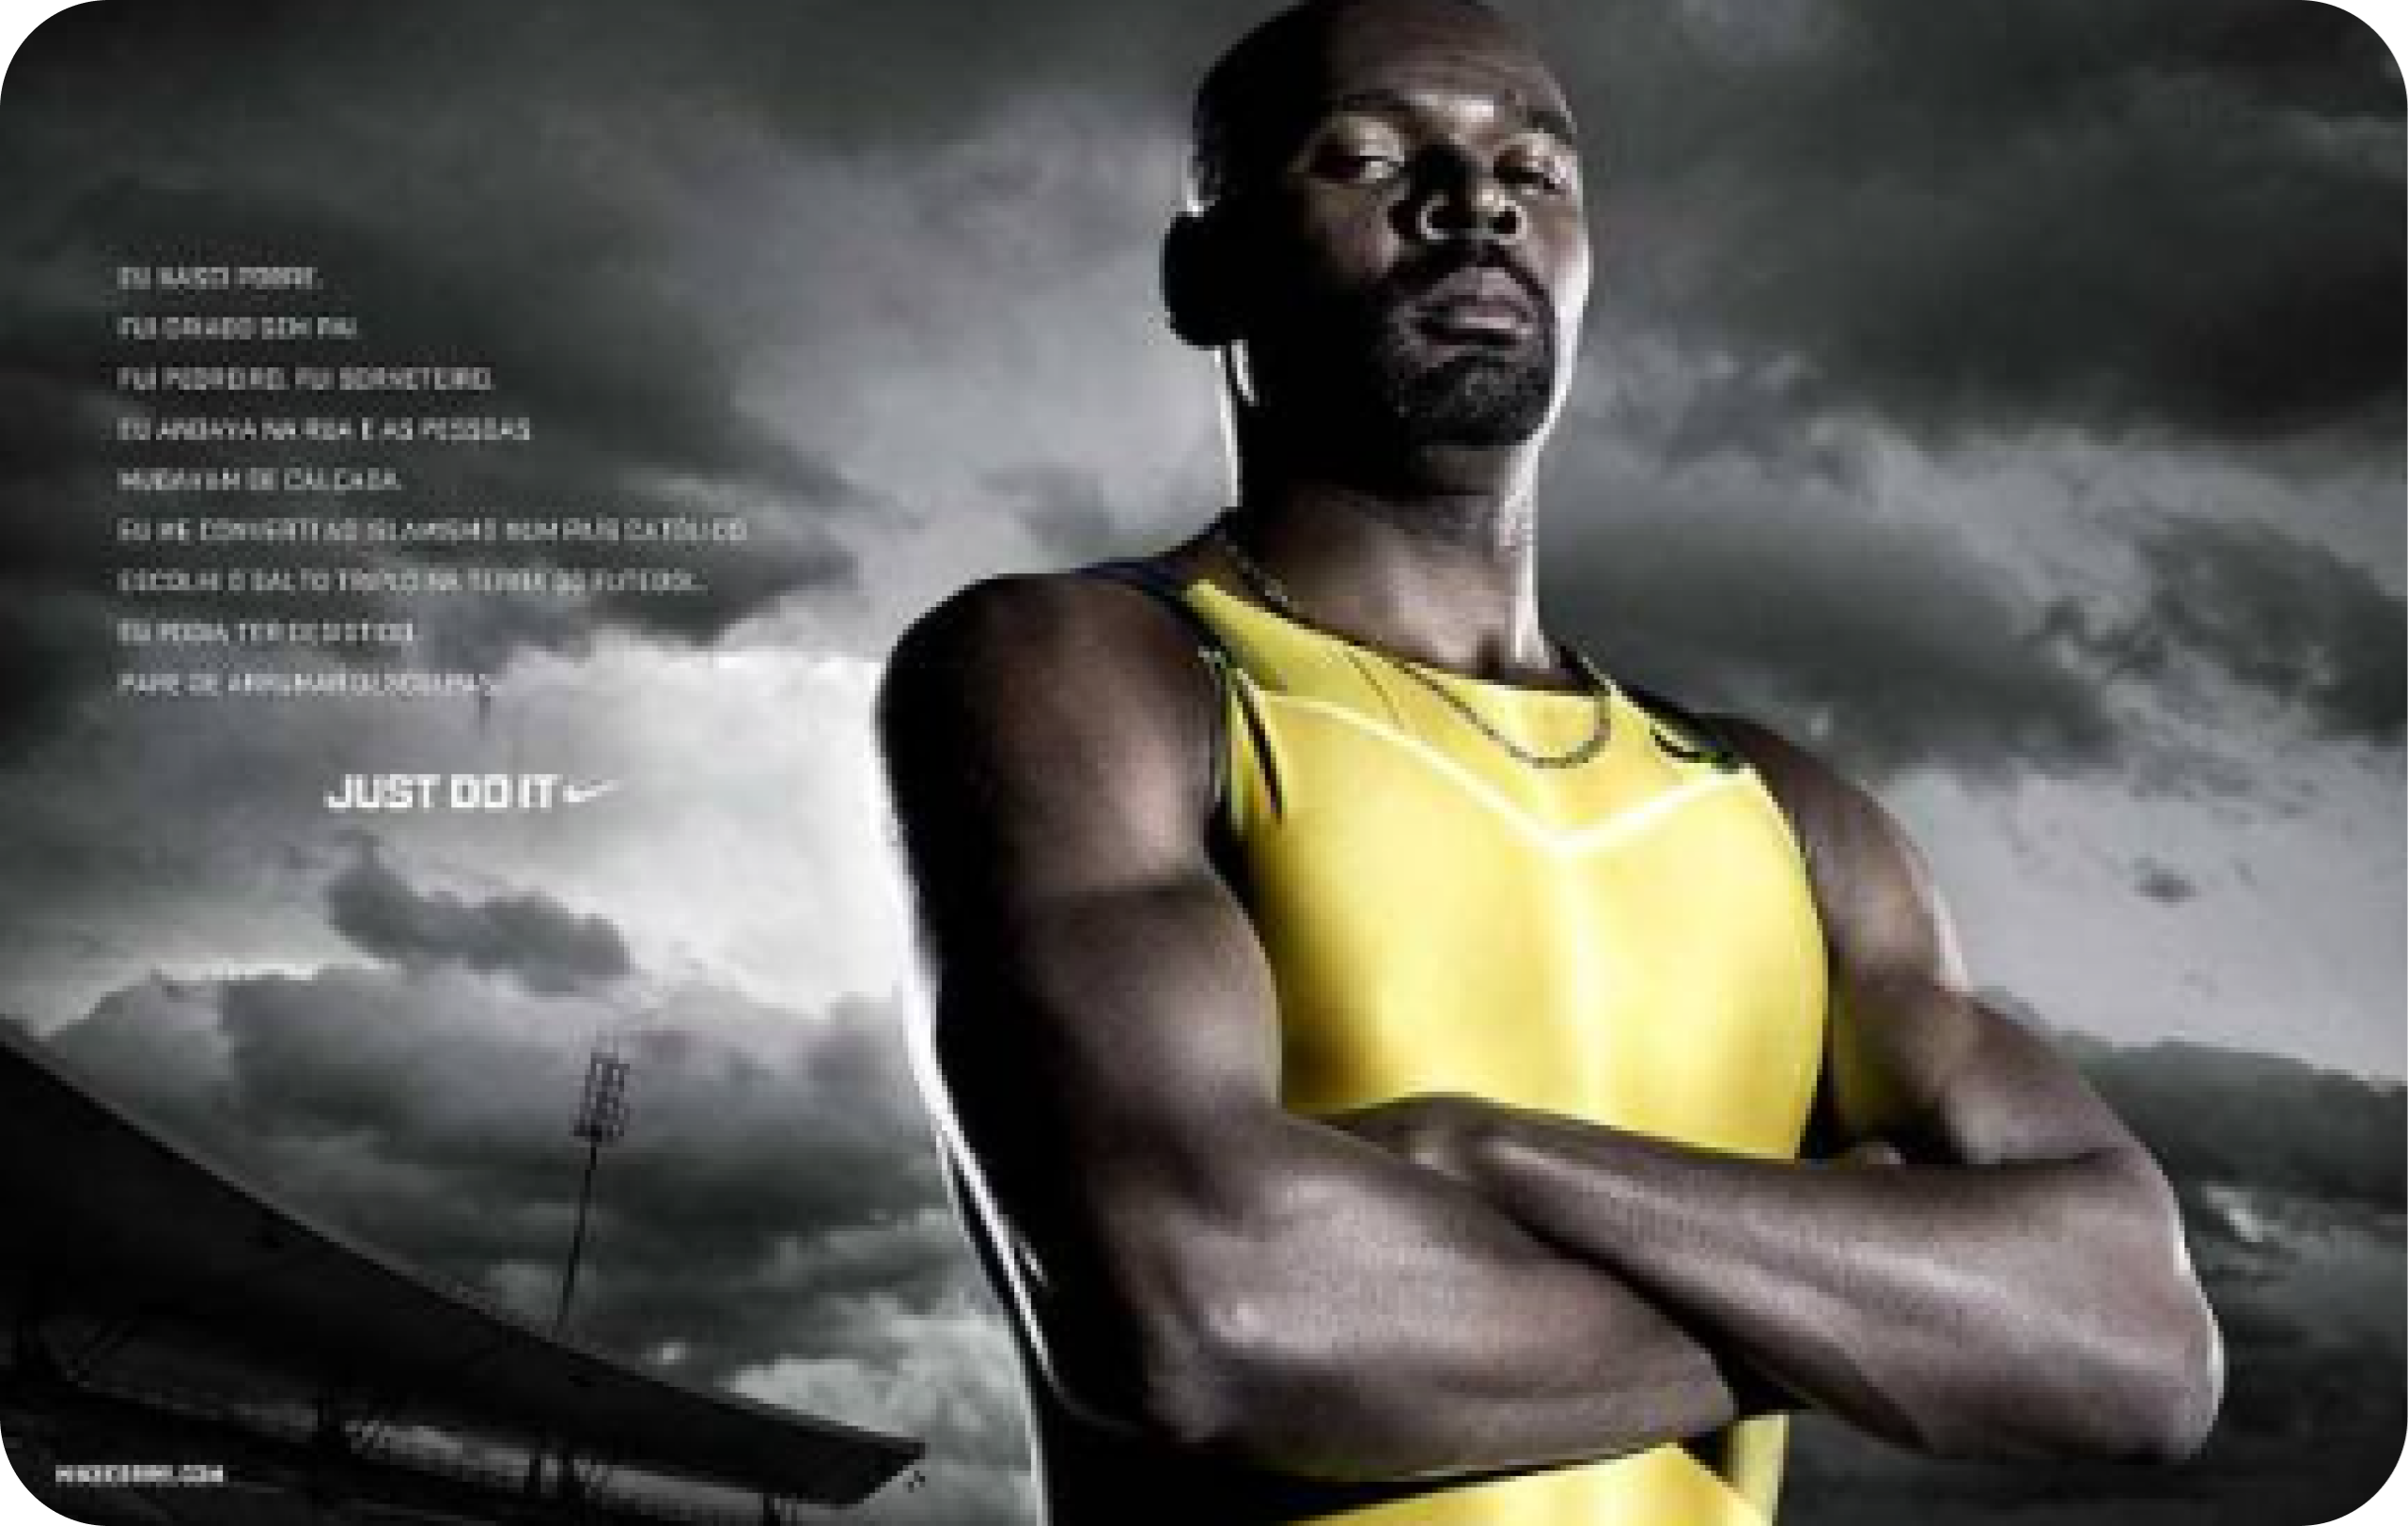 EU NASCI POBRE.
FUI CRIADO SEM PAI.
FUI PEDREIRO. FUI SORVETEIRO.
EU ANDAVA NA RUA E AS PESSOAS
MUDAVAM DE CALÇADA.
EU ME CONVERTI AO ISLAMISMO NUM PAÍS CATÓLICO.
ESCOLHI O SALTO TRIPLO NA TERRA DO FUTEBOL.
EU PODIA TER DESISTIDO.
PARE DE ARRUMAR DESCULPAS.
JUST DO IT